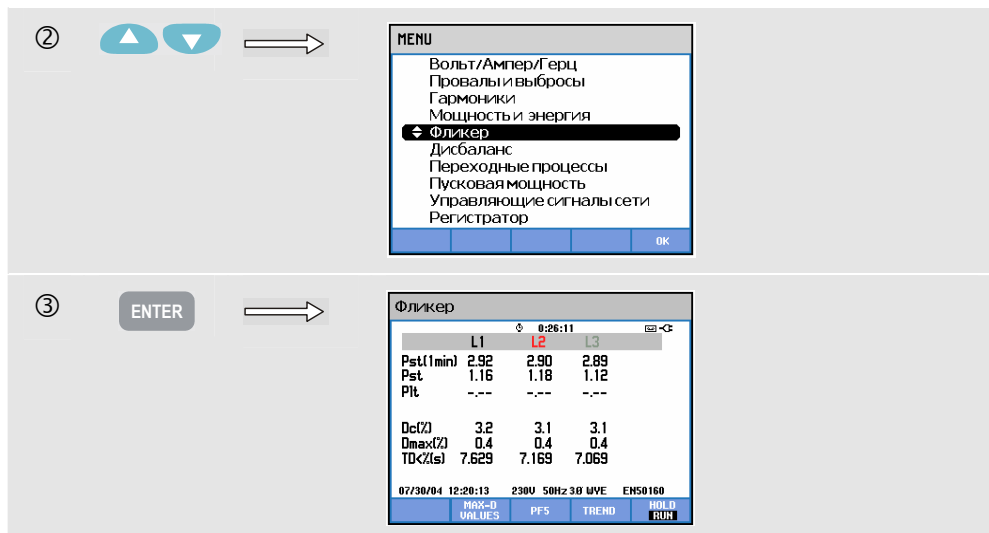 ②
MENU
Вольт/Ампер/Герц
Провалы и выбросы
Гармоники
Мощность и энергия
Фликер
Дисбаланс
Переходные процессы
Пусковая мощность
Управляющие сигналы сети
Регистратор
OK
③
ENTER
Фликер
0:26:11
L1 L2 L3
Pst(1min) 2.92 2.90 2.89
Pst 1.16 1.18 1.12
Plt -.-- -.-- -.--
Dc(%) 3.2 3.1 3.1
Dmax(%) 0.4 0.4 0.4
TD<%(s) 7.629 7.169 7.069
07/30/04 12:20:13 230V 50Hz 3Ø WYE EN50160
MAX-D VALUES PF5 TREND HOLD RUN